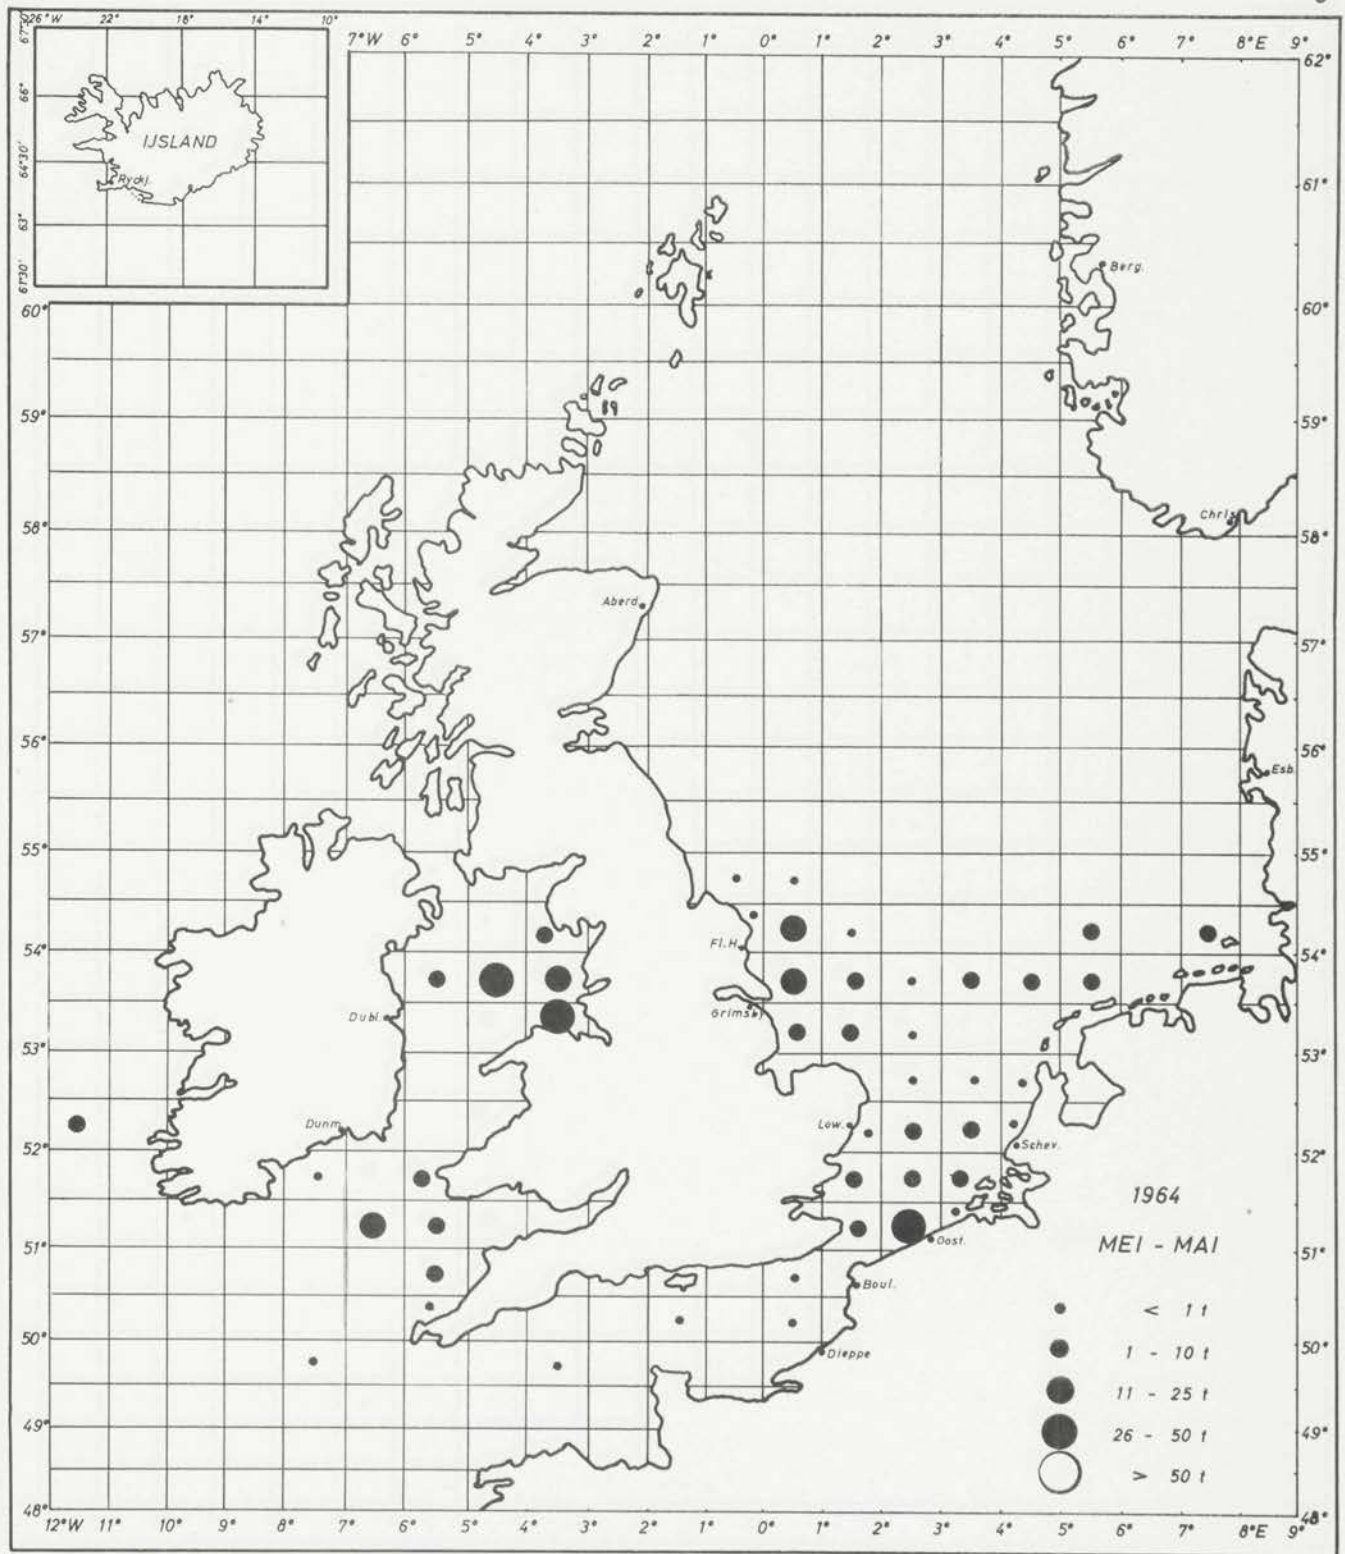 26°W 22° 18° 14° 10°
67°30'
66°
64°30'
63°
61°30'
IJSLAND
Ryckj.
7°W 6° 5° 4° 3° 2° 1° 0° 1° 2° 3° 4° 5° 6° 7° 8°E 9°
62°
61°
60°
59°
58°
57°
56°
55°
54°
53°
52°
51°
50°
49°
48°
60°
59°
58°
57°
56°
55°
54°
53°
52°
51°
50°
49°
48°
Berg.
Chris
Aberd.
Esb.
Fl.H.
Grimsby
Dubl.
Dunm.
Low.
Schev.
Oost.
Boul.
Dieppe
1964
MEI - MAI
< 1 t
1 - 10 t
11 - 25 t
26 - 50 t
> 50 t
12°W 11° 10° 9° 8° 7° 6° 5° 4° 3° 2° 1° 0° 1° 2° 3° 4° 5° 6° 7° 8°E 9°